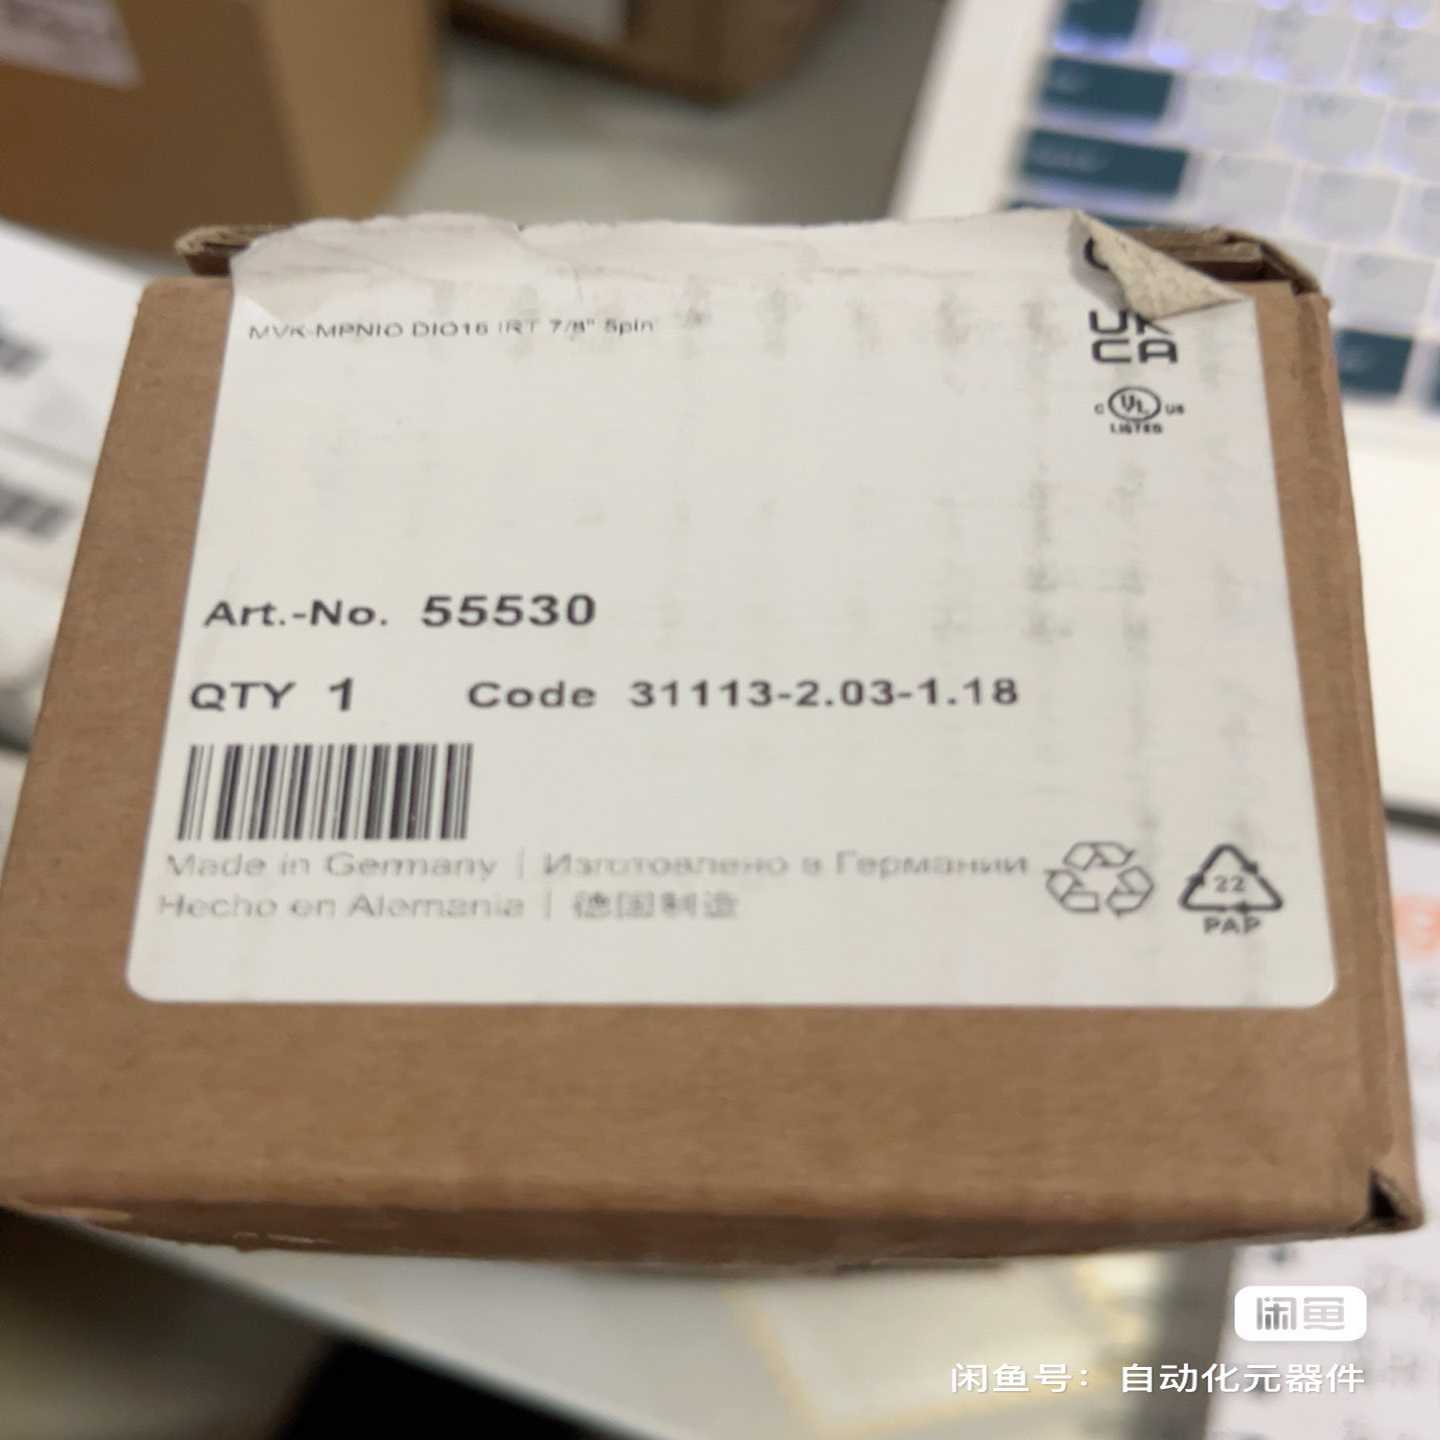 MVK-MPNIO DIO16 IRT 7/8" 5pin
UK
CA
C UL US
LISTED
Art.-No. 55530
QTY 1 Code 31113-2.03-1.18
Made in Germany | Изготовлено в Германии
Hecho en Alemania | 德国制造
22
PAP
闲鱼
闲鱼号：自动化元器件